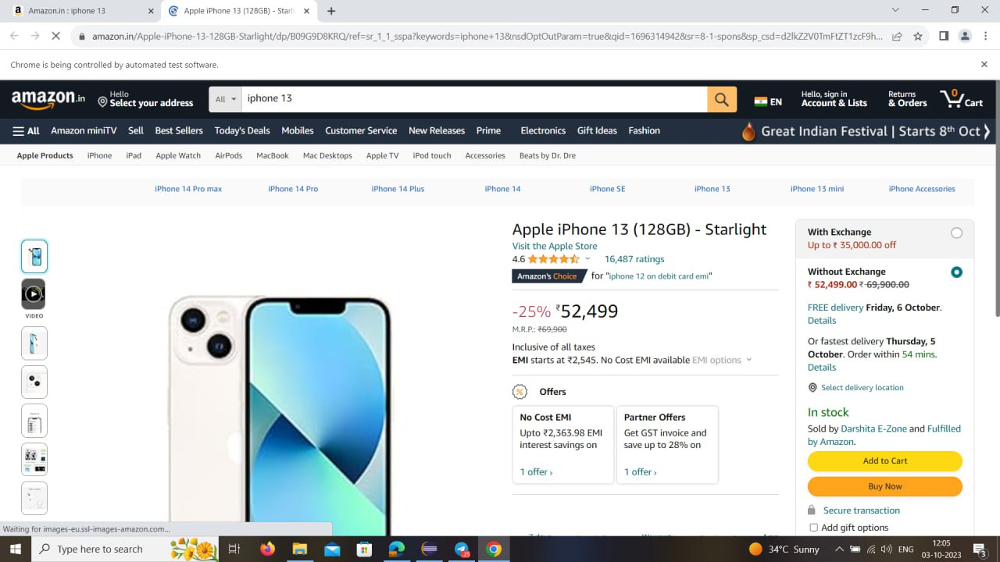 Amazon.in : iphone 13
Apple iPhone 13 (128GB) - Starli
amazon.in/Apple-iPhone-13-128GB-Starlight/dp/B09G9D8KRQ/ref=sr_1_1_sspa?keywords=iphone+13&nsdOptOutParam=true&qid=1696314942&sr=8-1-spons&sp_csd=d2lkZ2V0TmFtZT1zcF9h...
Chrome is being controlled by automated test software.
amazon.in
Hello
Select your address
All
iphone 13
EN
Hello, sign in
Account & Lists
Returns
& Orders
0
Cart
All
Amazon miniTV
Sell
Best Sellers
Today's Deals
Mobiles
Customer Service
New Releases
Prime
Electronics
Gift Ideas
Fashion
Great Indian Festival | Starts 8th Oct
Apple Products
iPhone
iPad
Apple Watch
AirPods
MacBook
Mac Desktops
Apple TV
iPod touch
Accessories
Beats by Dr. Dre
iPhone 14 Pro max
iPhone 14 Pro
iPhone 14 Plus
iPhone 14
iPhone SE
iPhone 13
iPhone 13 mini
iPhone Accessories
VIDEO
Apple iPhone 13 (128GB) - Starlight
Visit the Apple Store
4.6
16,487 ratings
Amazon's Choice for "iphone 12 on debit card emi"
-25% ₹52,499
M.R.P.: ₹69,900
Inclusive of all taxes
EMI starts at ₹2,545. No Cost EMI available EMI options
Offers
No Cost EMI
Upto ₹2,363.98 EMI
interest savings on
1 offer ›
Partner Offers
Get GST invoice and
save up to 28% on
1 offer ›
7 days
Warranty
With Exchange
Up to ₹ 35,000.00 off
Without Exchange
₹ 52,499.00 ₹ 69,900.00
FREE delivery Friday, 6 October.
Details
Or fastest delivery Thursday, 5
October. Order within 54 mins.
Details
Select delivery location
In stock
Sold by Darshita E-Zone and Fulfilled
by Amazon.
Add to Cart
Buy Now
Secure transaction
Add gift options
Waiting for images-eu.ssl-images-amazon.com...
Type here to search
25
34°C Sunny
ENG
12:05
03-10-2023
3